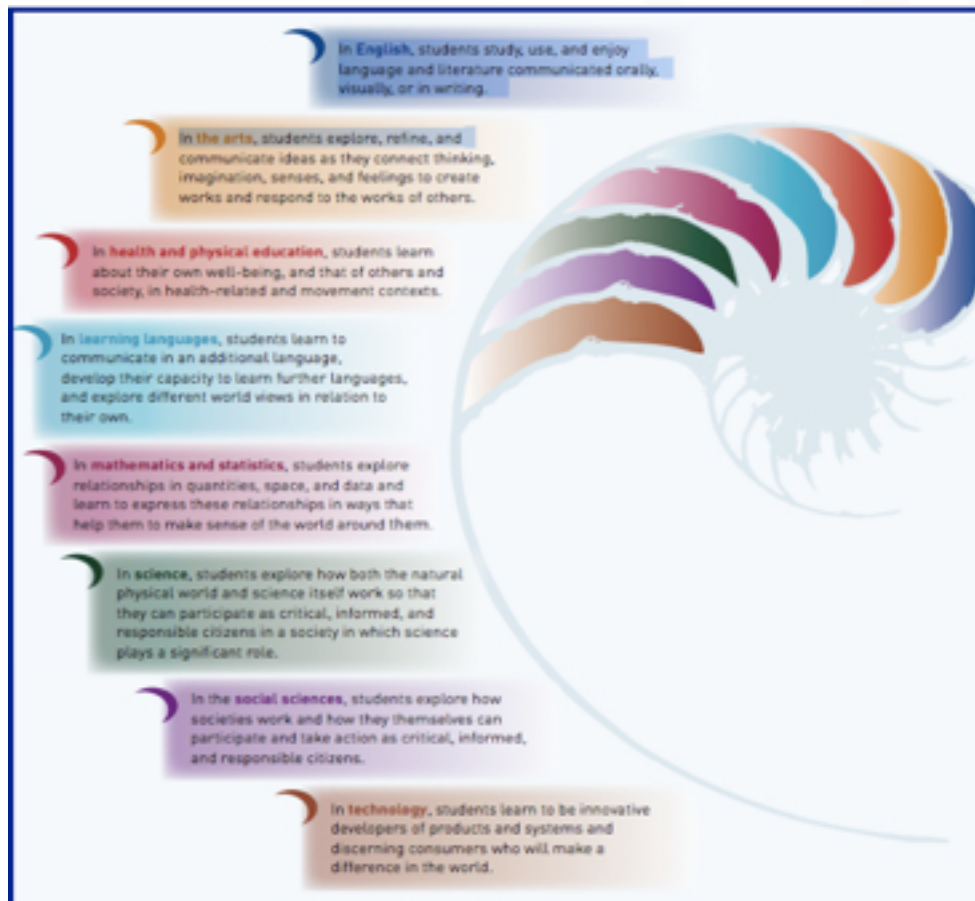 In English, students study, use, and enjoy
language and literature communicated orally,
visually, or in writing.
In the arts, students explore, refine, and
communicate ideas as they connect thinking,
imagination, senses, and feelings to create
works and respond to the works of others.
In health and physical education, students learn
about their own well-being, and that of others and
society, in health-related and movement contexts.
In learning languages, students learn to
communicate in an additional language,
develop their capacity to learn further languages,
and explore different world views in relation to
their own.
In mathematics and statistics, students explore
relationships in quantities, space, and data and
learn to express these relationships in ways that
help them to make sense of the world around them.
In science, students explore how both the natural
physical world and science itself work so that
they can participate as critical, informed, and
responsible citizens in a society in which science
plays a significant role.
In the social sciences, students explore how
societies work and how they themselves can
participate and take action as critical, informed,
and responsible citizens.
In technology, students learn to be innovative
developers of products and systems and
discerning consumers who will make a
difference in the world.